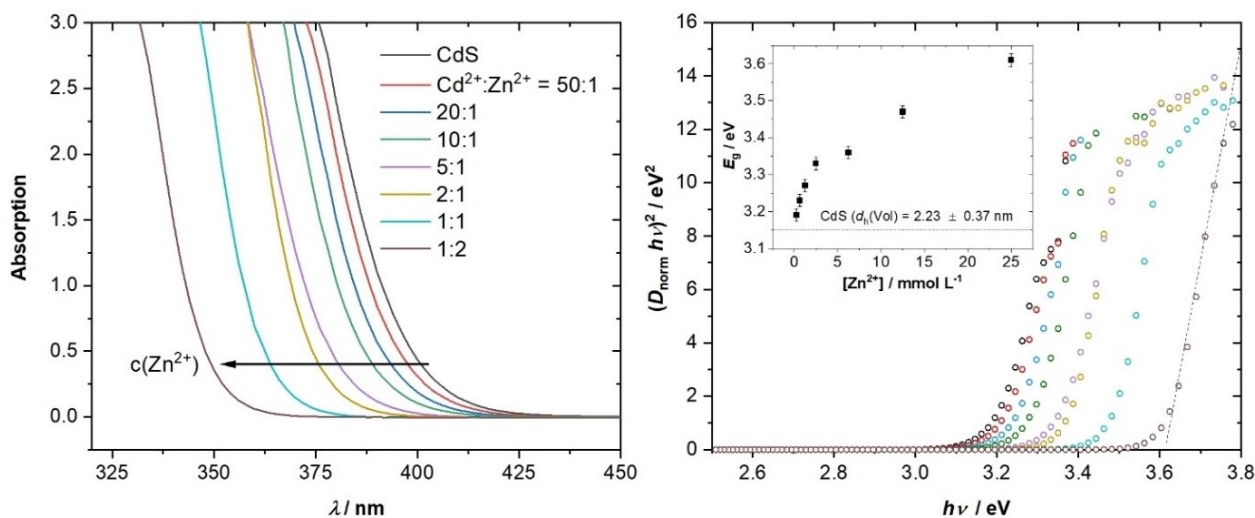 3.0
2.5
2.0
1.5
1.0
0.5
0.0
Absorption
CdS
Cd²⁺:Zn²⁺ = 50:1
20:1
10:1
5:1
2:1
1:1
1:2
c(Zn²⁺)
325 350 375 400 425 450
λ / nm
16
14
12
10
8
6
4
2
0
(D_norm hν)² / eV²
3.6
3.5
3.4
3.3
3.2
3.1
E_g / eV
CdS (d_h(Vol) = 2.23 ± 0.37 nm
0 5 10 15 20 25
[Zn²⁺] / mmol L⁻¹
2.6 2.8 3.0 3.2 3.4 3.6 3.8
hν / eV